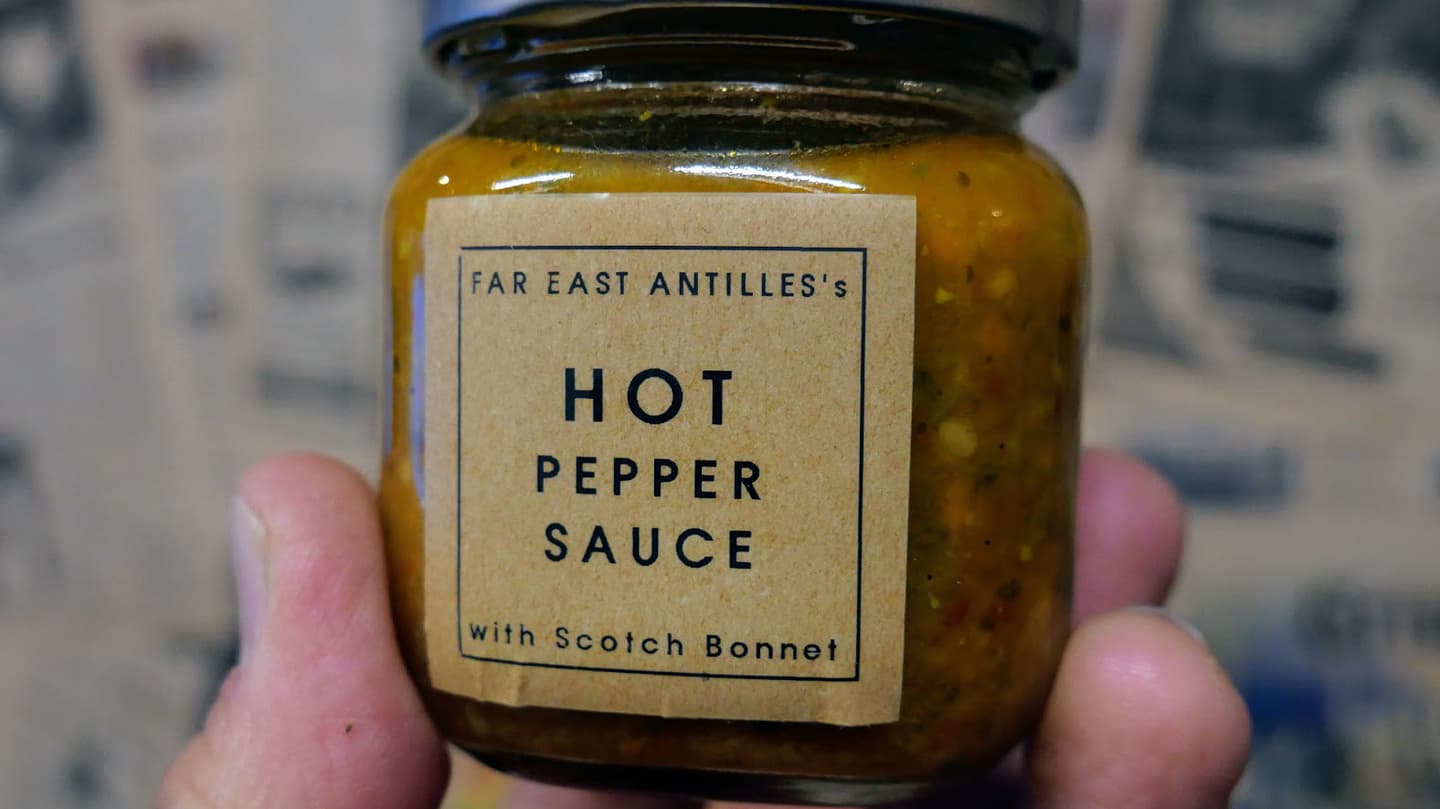 FAR EAST ANTILLES's
HOT
PEPPER
SAUCE
with Scotch Bonnet